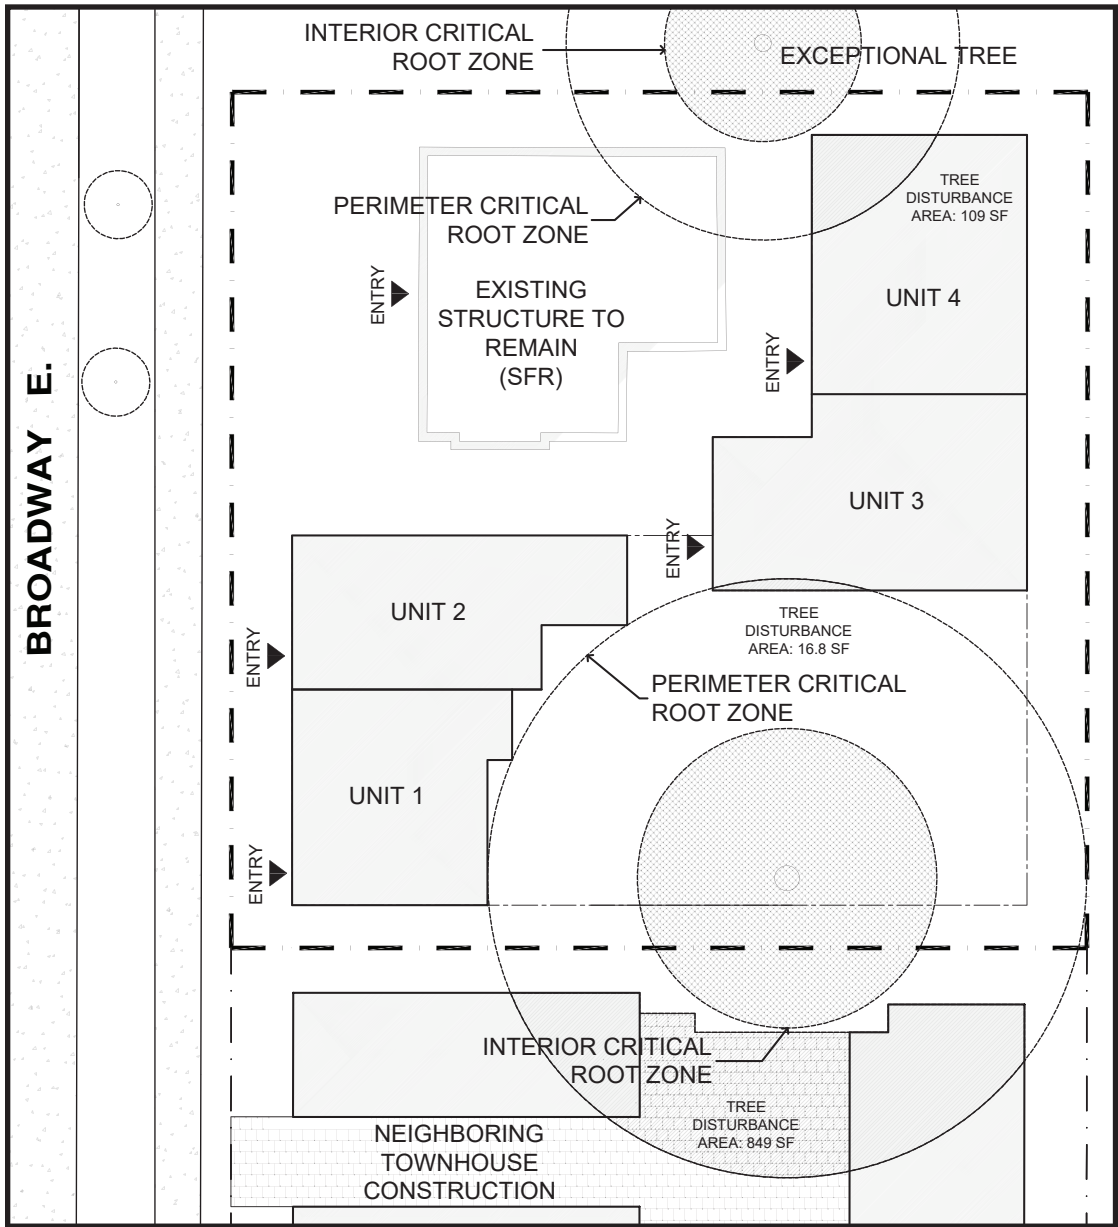 INTERIOR CRITICAL
ROOT ZONE
EXCEPTIONAL TREE
TREE
DISTURBANCE
AREA: 109 SF
PERIMETER CRITICAL
ROOT ZONE
ENTRY
EXISTING
STRUCTURE TO
REMAIN
(SFR)
UNIT 4
ENTRY
BROADWAY E.
UNIT 3
ENTRY
UNIT 2
TREE
DISTURBANCE
AREA: 16.8 SF
ENTRY
PERIMETER CRITICAL
ROOT ZONE
UNIT 1
ENTRY
INTERIOR CRITICAL
ROOT ZONE
TREE
DISTURBANCE
AREA: 849 SF
NEIGHBORING
TOWNHOUSE
CONSTRUCTION